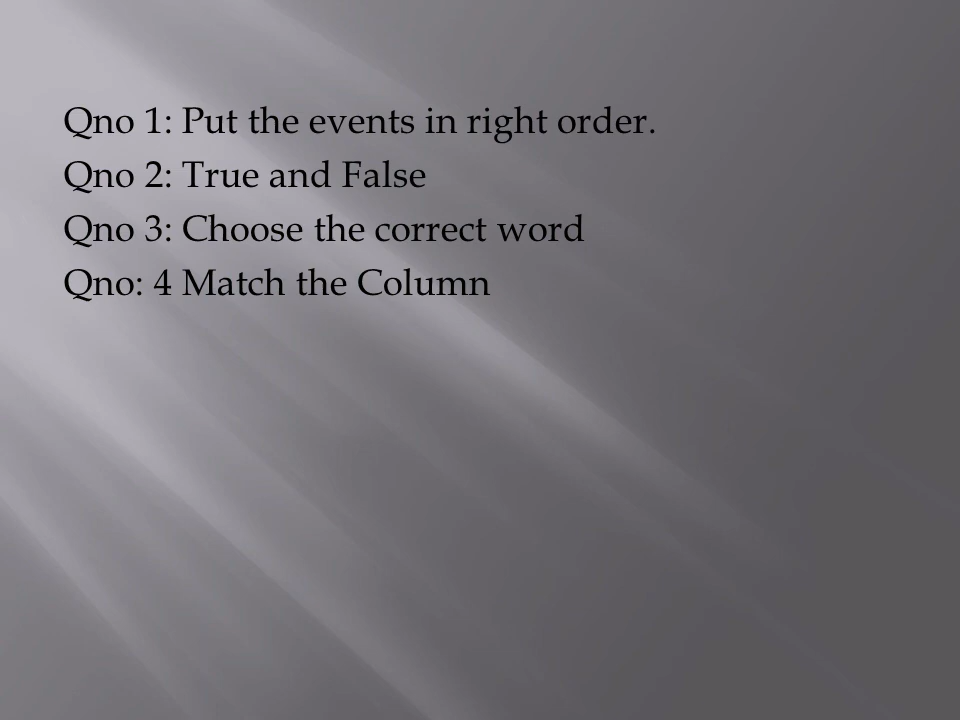 Qno 1: Put the events in right order.
Qno 2: True and False
Qno 3: Choose the correct word
Qno: 4 Match the Column